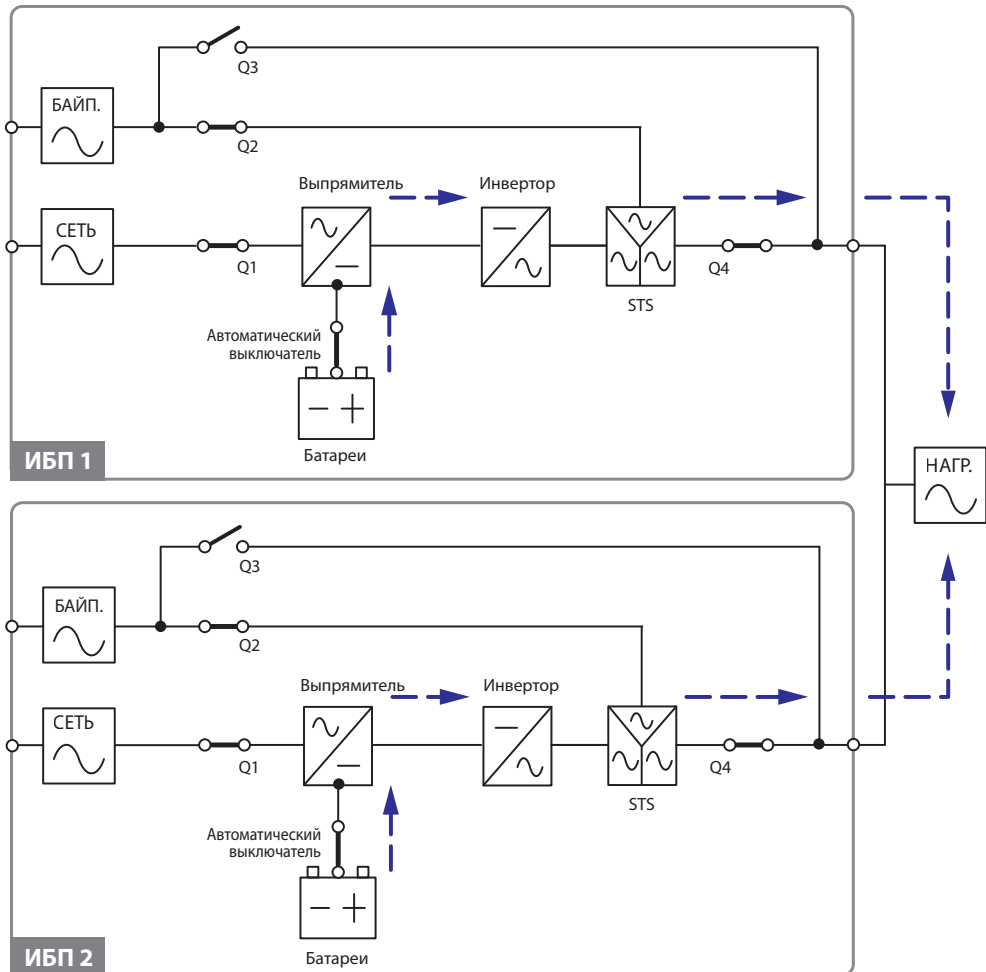 Q3
БАЙП.
Q2
Выпрямитель
Инвертор
СЕТЬ
Q1
Q4
STS
Автоматический
выключатель
Батареи
ИБП 1
НАГР.
Q3
БАЙП.
Q2
Выпрямитель
Инвертор
СЕТЬ
Q1
Q4
STS
Автоматический
выключатель
Батареи
ИБП 2